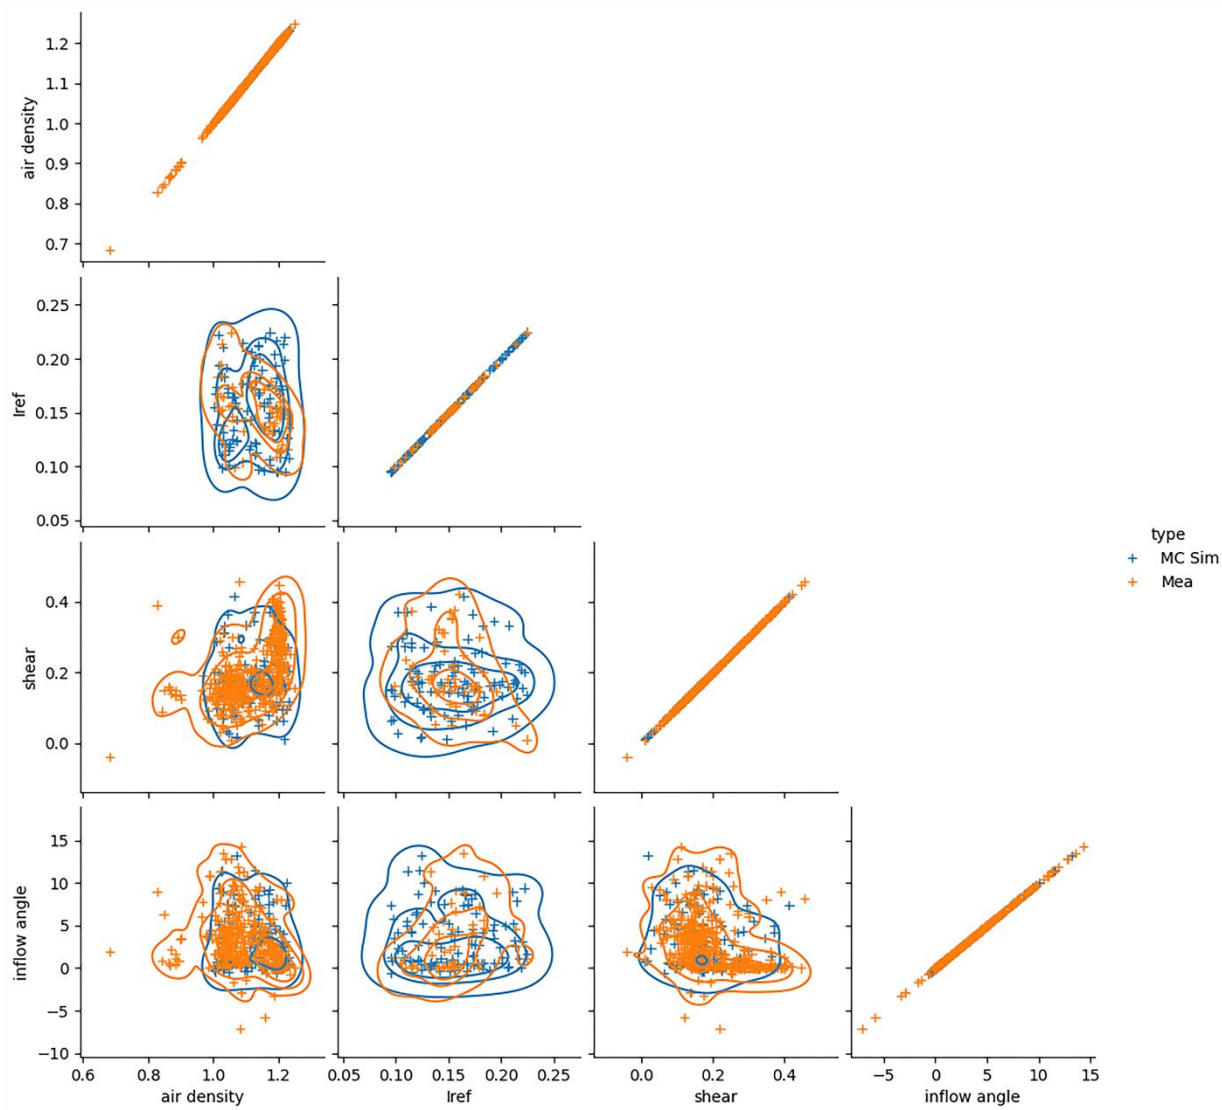 1.2
1.1
1.0
0.9
0.8
0.7
air density
0.25
0.20
0.15
0.10
0.05
Iref
0.4
0.2
0.0
shear
type
MC Sim
Mea
15
10
5
0
−5
−10
inflow angle
0.6 0.8 1.0 1.2
air density
0.05 0.10 0.15 0.20 0.25
Iref
0.0 0.2 0.4
shear
−5 0 5 10 15
inflow angle